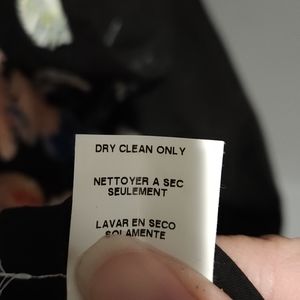 DRY CLEAN ONLY
NETTOYER A SEC
SEULEMENT
LAVAR EN SECO
SOLAMENTE